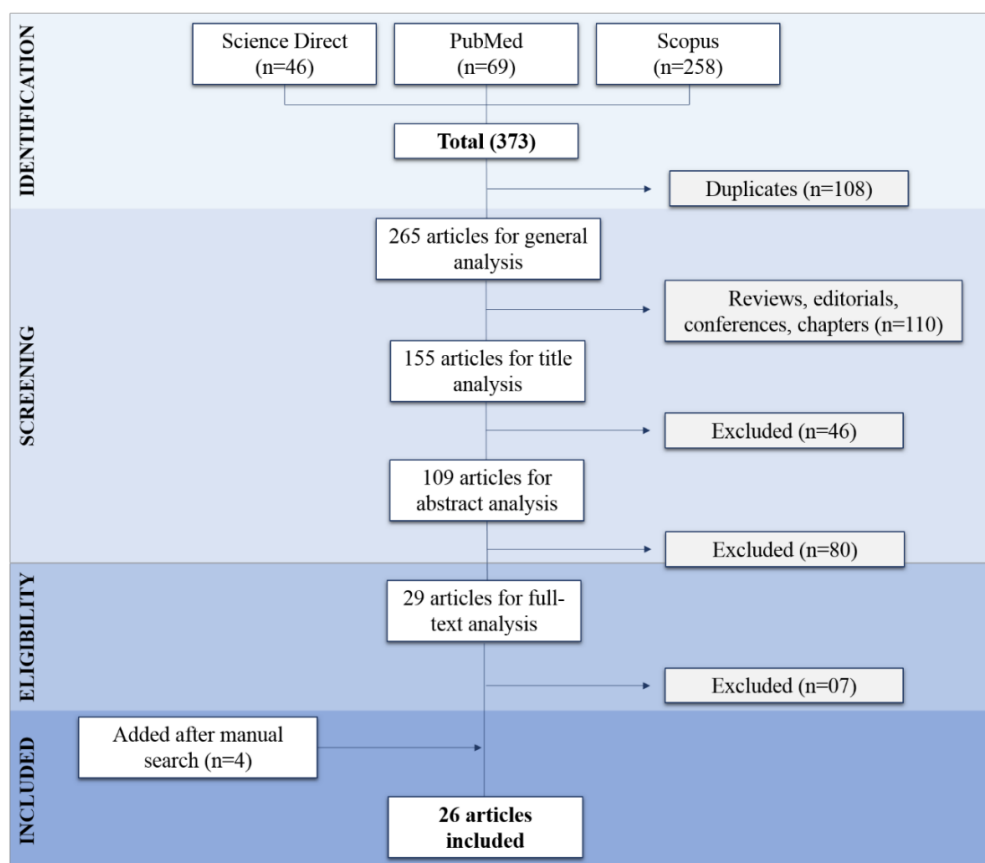 IDENTIFICATION
Science Direct
(n=46)
PubMed
(n=69)
Scopus
(n=258)
Total (373)
Duplicates (n=108)
SCREENING
265 articles for general
analysis
Reviews, editorials,
conferences, chapters (n=110)
155 articles for title
analysis
Excluded (n=46)
109 articles for
abstract analysis
Excluded (n=80)
ELIGIBILITY
29 articles for full-
text analysis
Excluded (n=07)
INCLUDED
Added after manual
search (n=4)
26 articles
included